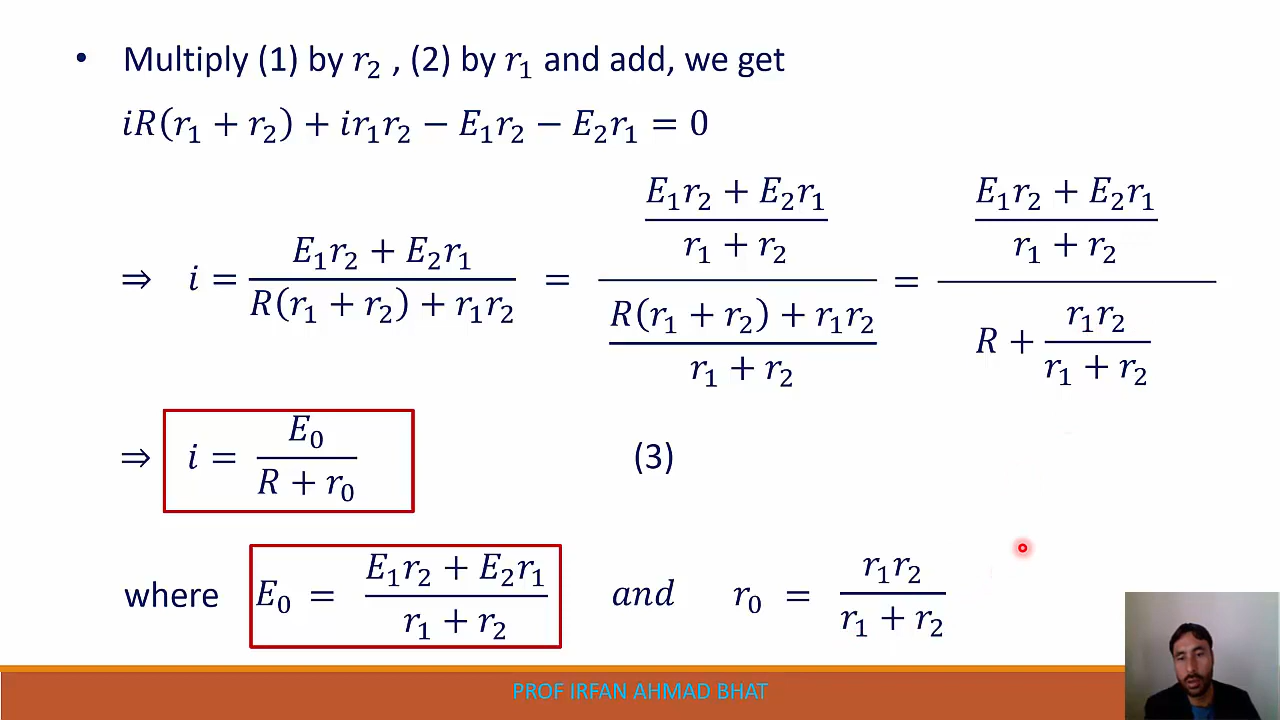 • Multiply (1) by r₂ , (2) by r₁ and add, we get
iR(r₁ + r₂) + ir₁r₂ − E₁r₂ − E₂r₁ = 0
⇒ i = (E₁r₂ + E₂r₁)/(R(r₁ + r₂) + r₁r₂) = ((E₁r₂ + E₂r₁)/(r₁ + r₂))/((R(r₁ + r₂) + r₁r₂)/(r₁ + r₂)) = ((E₁r₂ + E₂r₁)/(r₁ + r₂))/(R + (r₁r₂)/(r₁ + r₂))
⇒ i = E₀/(R + r₀) (3)
where E₀ = (E₁r₂ + E₂r₁)/(r₁ + r₂) and r₀ = (r₁r₂)/(r₁ + r₂)
PROF IRFAN AHMAD BHAT